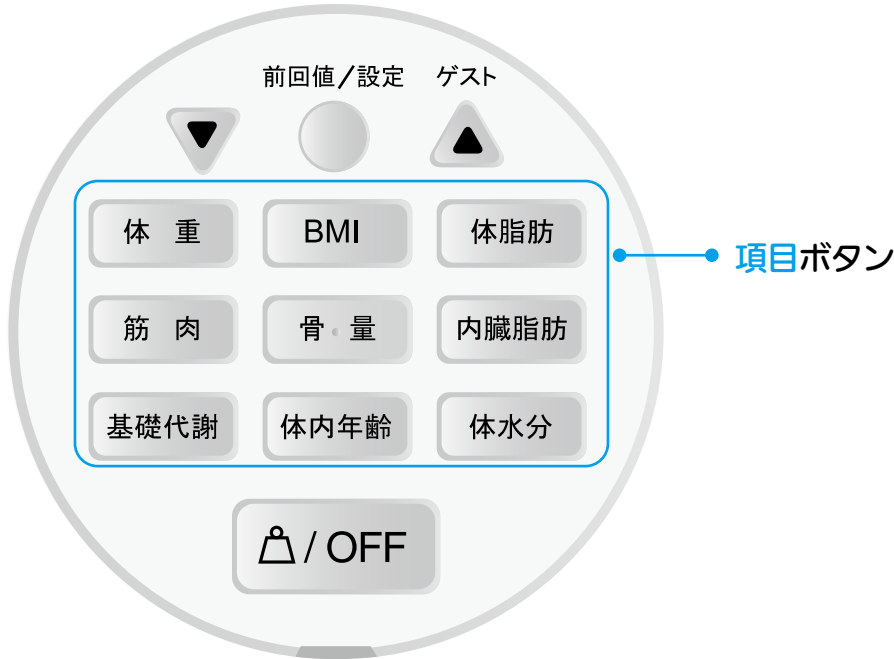 前回値／設定 ゲスト
▼ ▲
体 重 BMI 体脂肪
項目ボタン
筋 肉 骨 量 内臓脂肪
基礎代謝 体内年齢 体水分
/ OFF